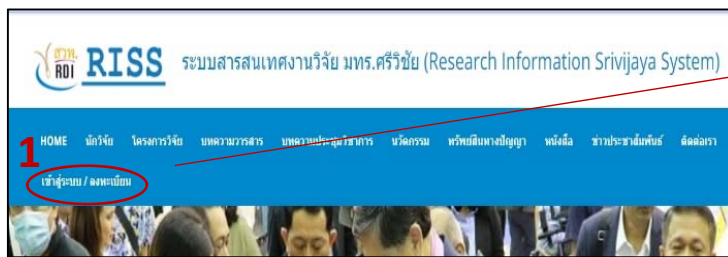 สวพ.
RDI
RISS ระบบสารสนเทศงานวิจัย มทร.ศรีวิชัย (Research Information Srivijaya System)
HOME นักวิจัย โครงการวิจัย บทความวารสาร บทความประชุมวิชาการ นวัตกรรม ทรัพย์สินทางปัญญา หนังสือ ข่าวประชาสัมพันธ์ ติดต่อเรา
1
เข้าสู่ระบบ / ลงทะเบียน